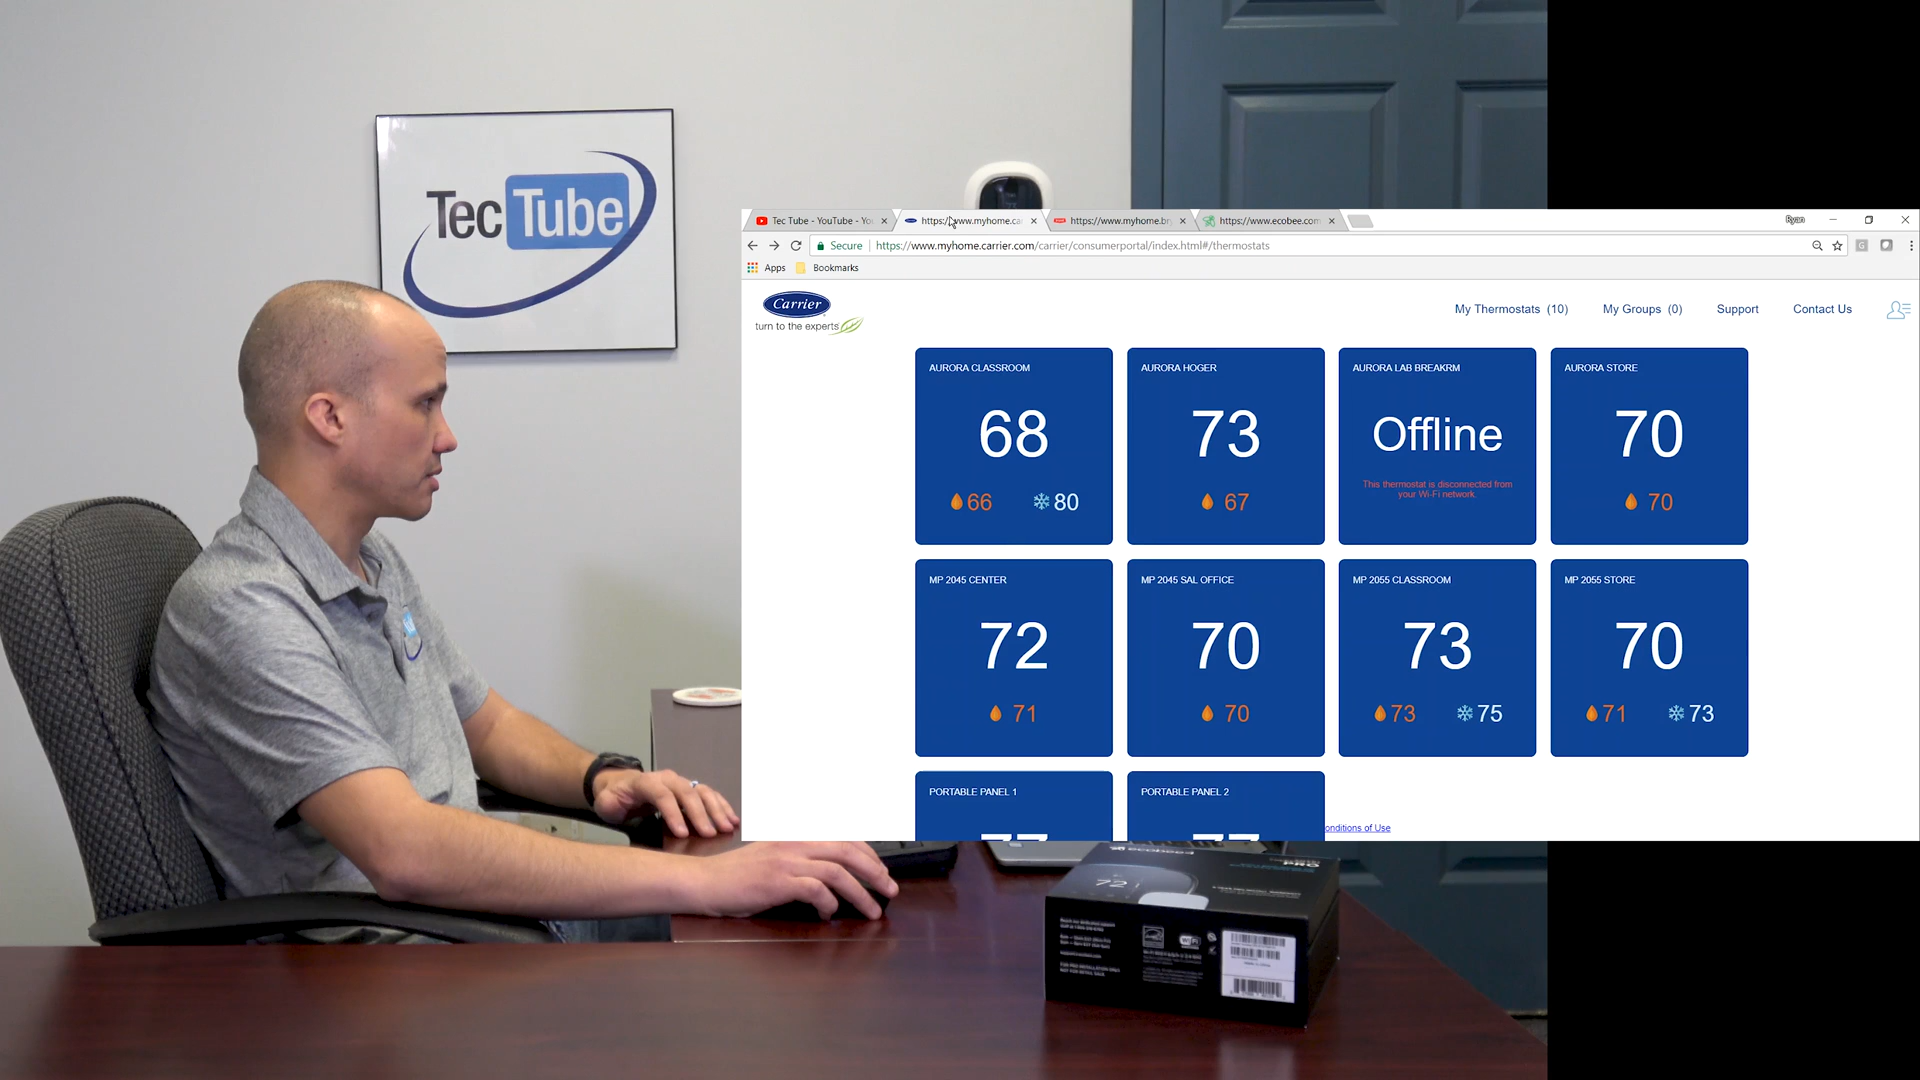 TecTube
Tec Tube - YouTube - Yo
https://www.myhome.ca
https://www.myhome.br
https://www.ecobee.com
Ryan
Secure
https://www.myhome.carrier.com/carrier/consumerportal/index.html#/thermostats
Apps
Bookmarks
Carrier
turn to the experts
My Thermostats (10)
My Groups (0)
Support
Contact Us
AURORA CLASSROOM
68
66
80
AURORA HOGER
73
67
AURORA LAB BREAKRM
Offline
This thermostat is disconnected from
your Wi-Fi network.
AURORA STORE
70
70
MP 2045 CENTER
72
71
MP 2045 SAL OFFICE
70
70
MP 2055 CLASSROOM
73
73
75
MP 2055 STORE
70
71
73
PORTABLE PANEL 1
PORTABLE PANEL 2
onditions of Use
72